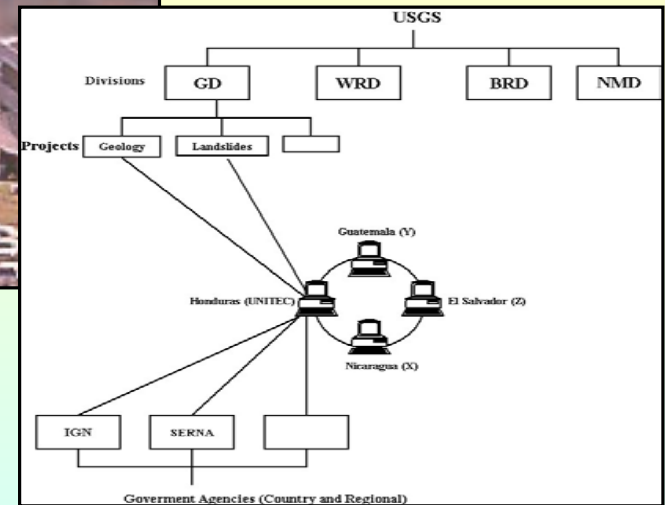 USGS
Divisions
GD
WRD
BRD
NMD
Projects
Geology
Landslides
Guatemala (Y)
Honduras (UNITEC)
El Salvador (Z)
Nicaragua (X)
IGN
SERNA
Goverment Agencies (Country and Regional)